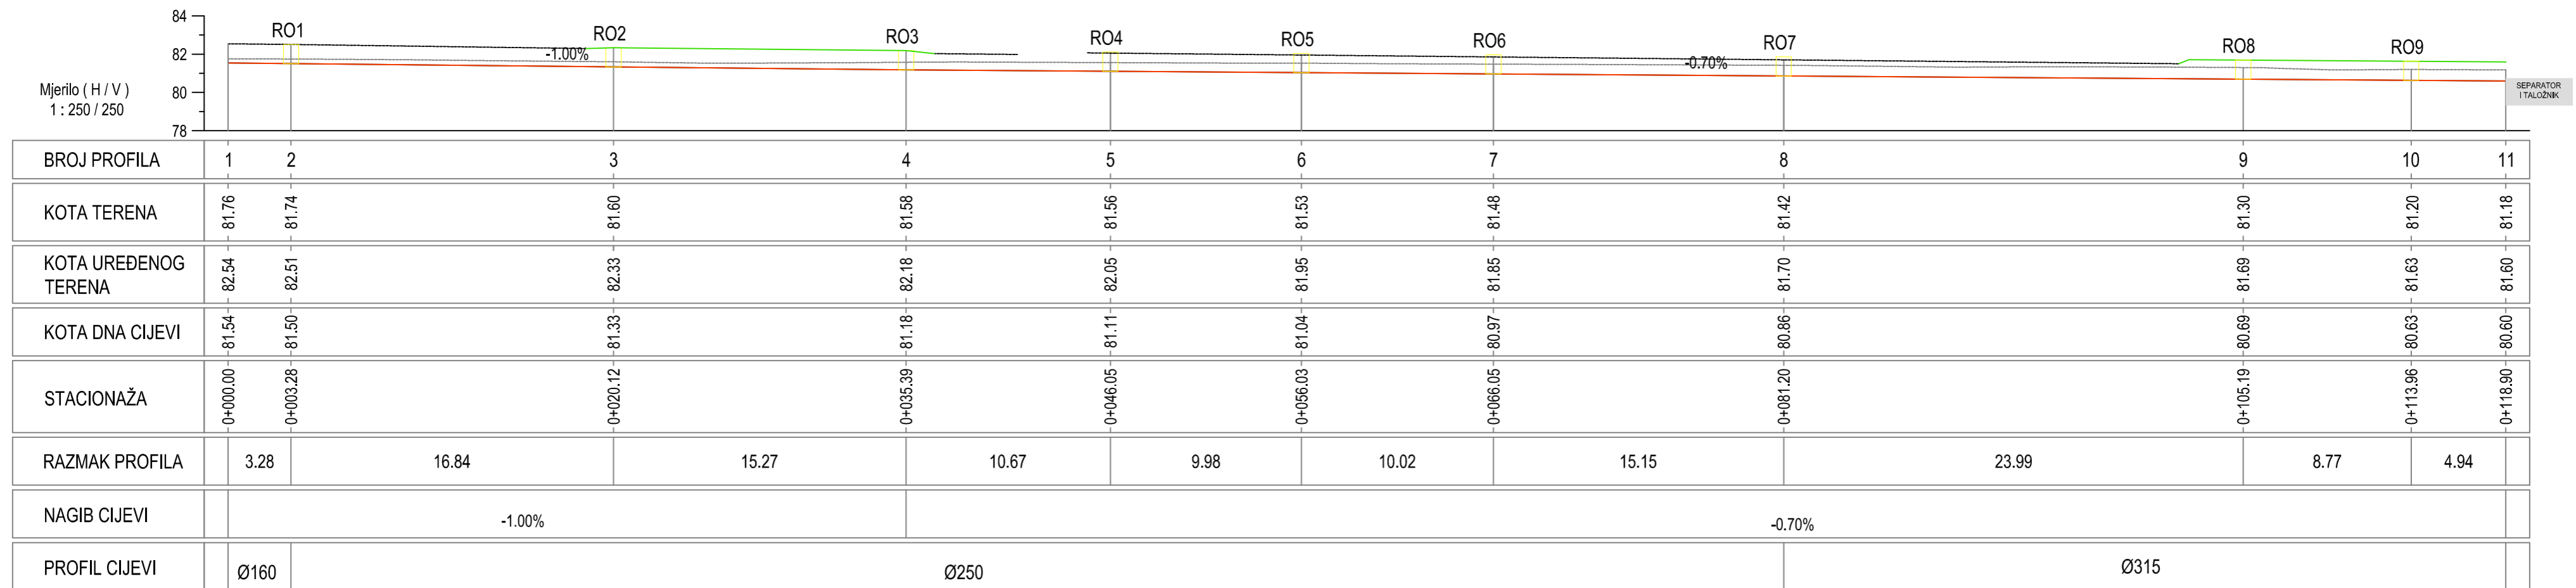 84
82
80
78
Mjerilo ( H / V )
1 : 250 / 250
RO1 RO2 RO3 RO4 RO5 RO6 RO7 RO8 RO9
-1.00% -0.70%
SEPARATOR
I TALOŽNIK
BROJ PROFILA 1 2 3 4 5 6 7 8 9 10 11
KOTA TERENA 81.76 81.74 81.60 81.58 81.56 81.53 81.48 81.42 81.30 81.20 81.18
KOTA UREĐENOG
TERENA 82.54 82.51 82.33 82.18 82.05 81.95 81.85 81.70 81.69 81.63 81.60
KOTA DNA CIJEVI 81.54 81.50 81.33 81.18 81.11 81.04 80.97 80.86 80.69 80.63 80.60
STACIONAŽA 0+000.00 0+003.28 0+020.12 0+035.39 0+046.05 0+056.03 0+066.05 0+081.20 0+105.19 0+113.96 0+118.90
RAZMAK PROFILA 3.28 16.84 15.27 10.67 9.98 10.02 15.15 23.99 8.77 4.94
NAGIB CIJEVI -1.00% -0.70%
PROFIL CIJEVI Ø160 Ø250 Ø315